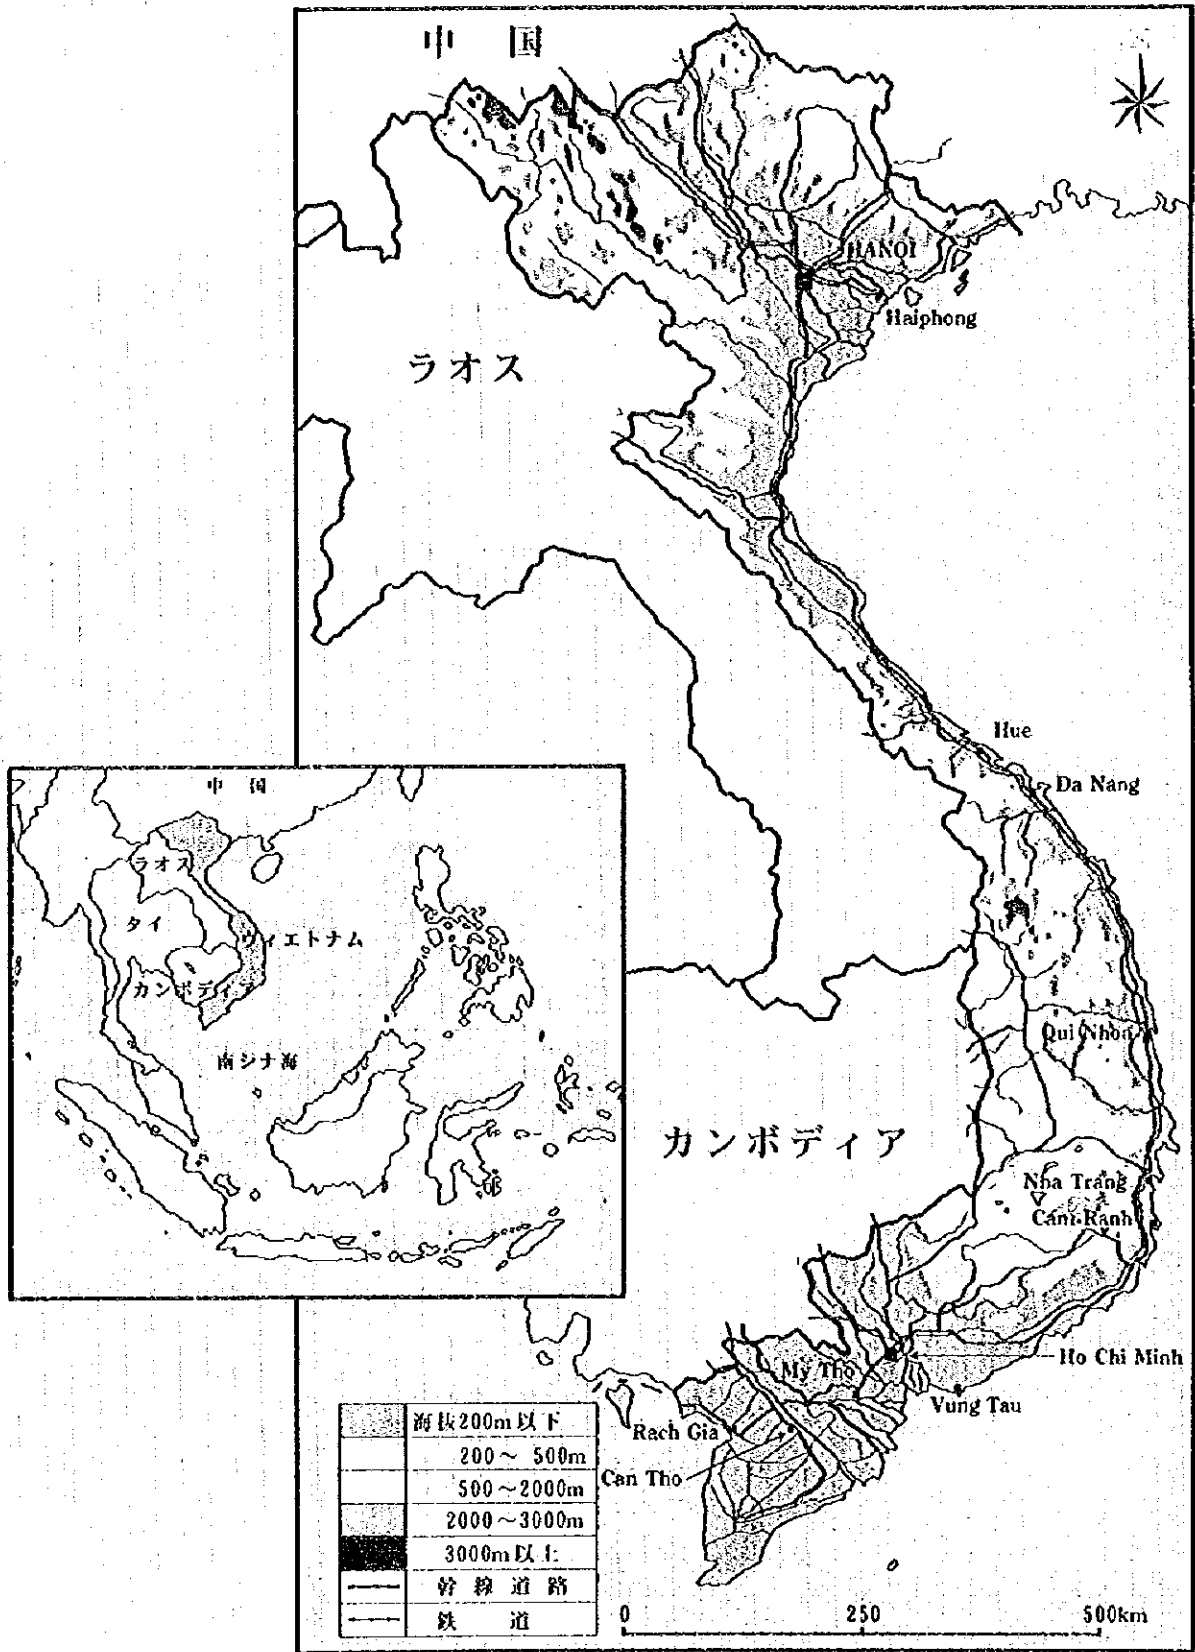 中 国
HANOI
Haiphong
ラオス
Hue
Da Nang
中 国
ラオス
タイ
ヴィエトナム
カンボディア
南シナ海
Qui Nhon
カンボディア
Nha Trang
Cam Ranh
Ho Chi Minh
My Tho
Vung Tau
Rach Gia
Can Tho
海抜200m以下
200～ 500m
500～2000m
2000～3000m
3000m以上
幹 線 道 路
鉄 道
0 250 500km